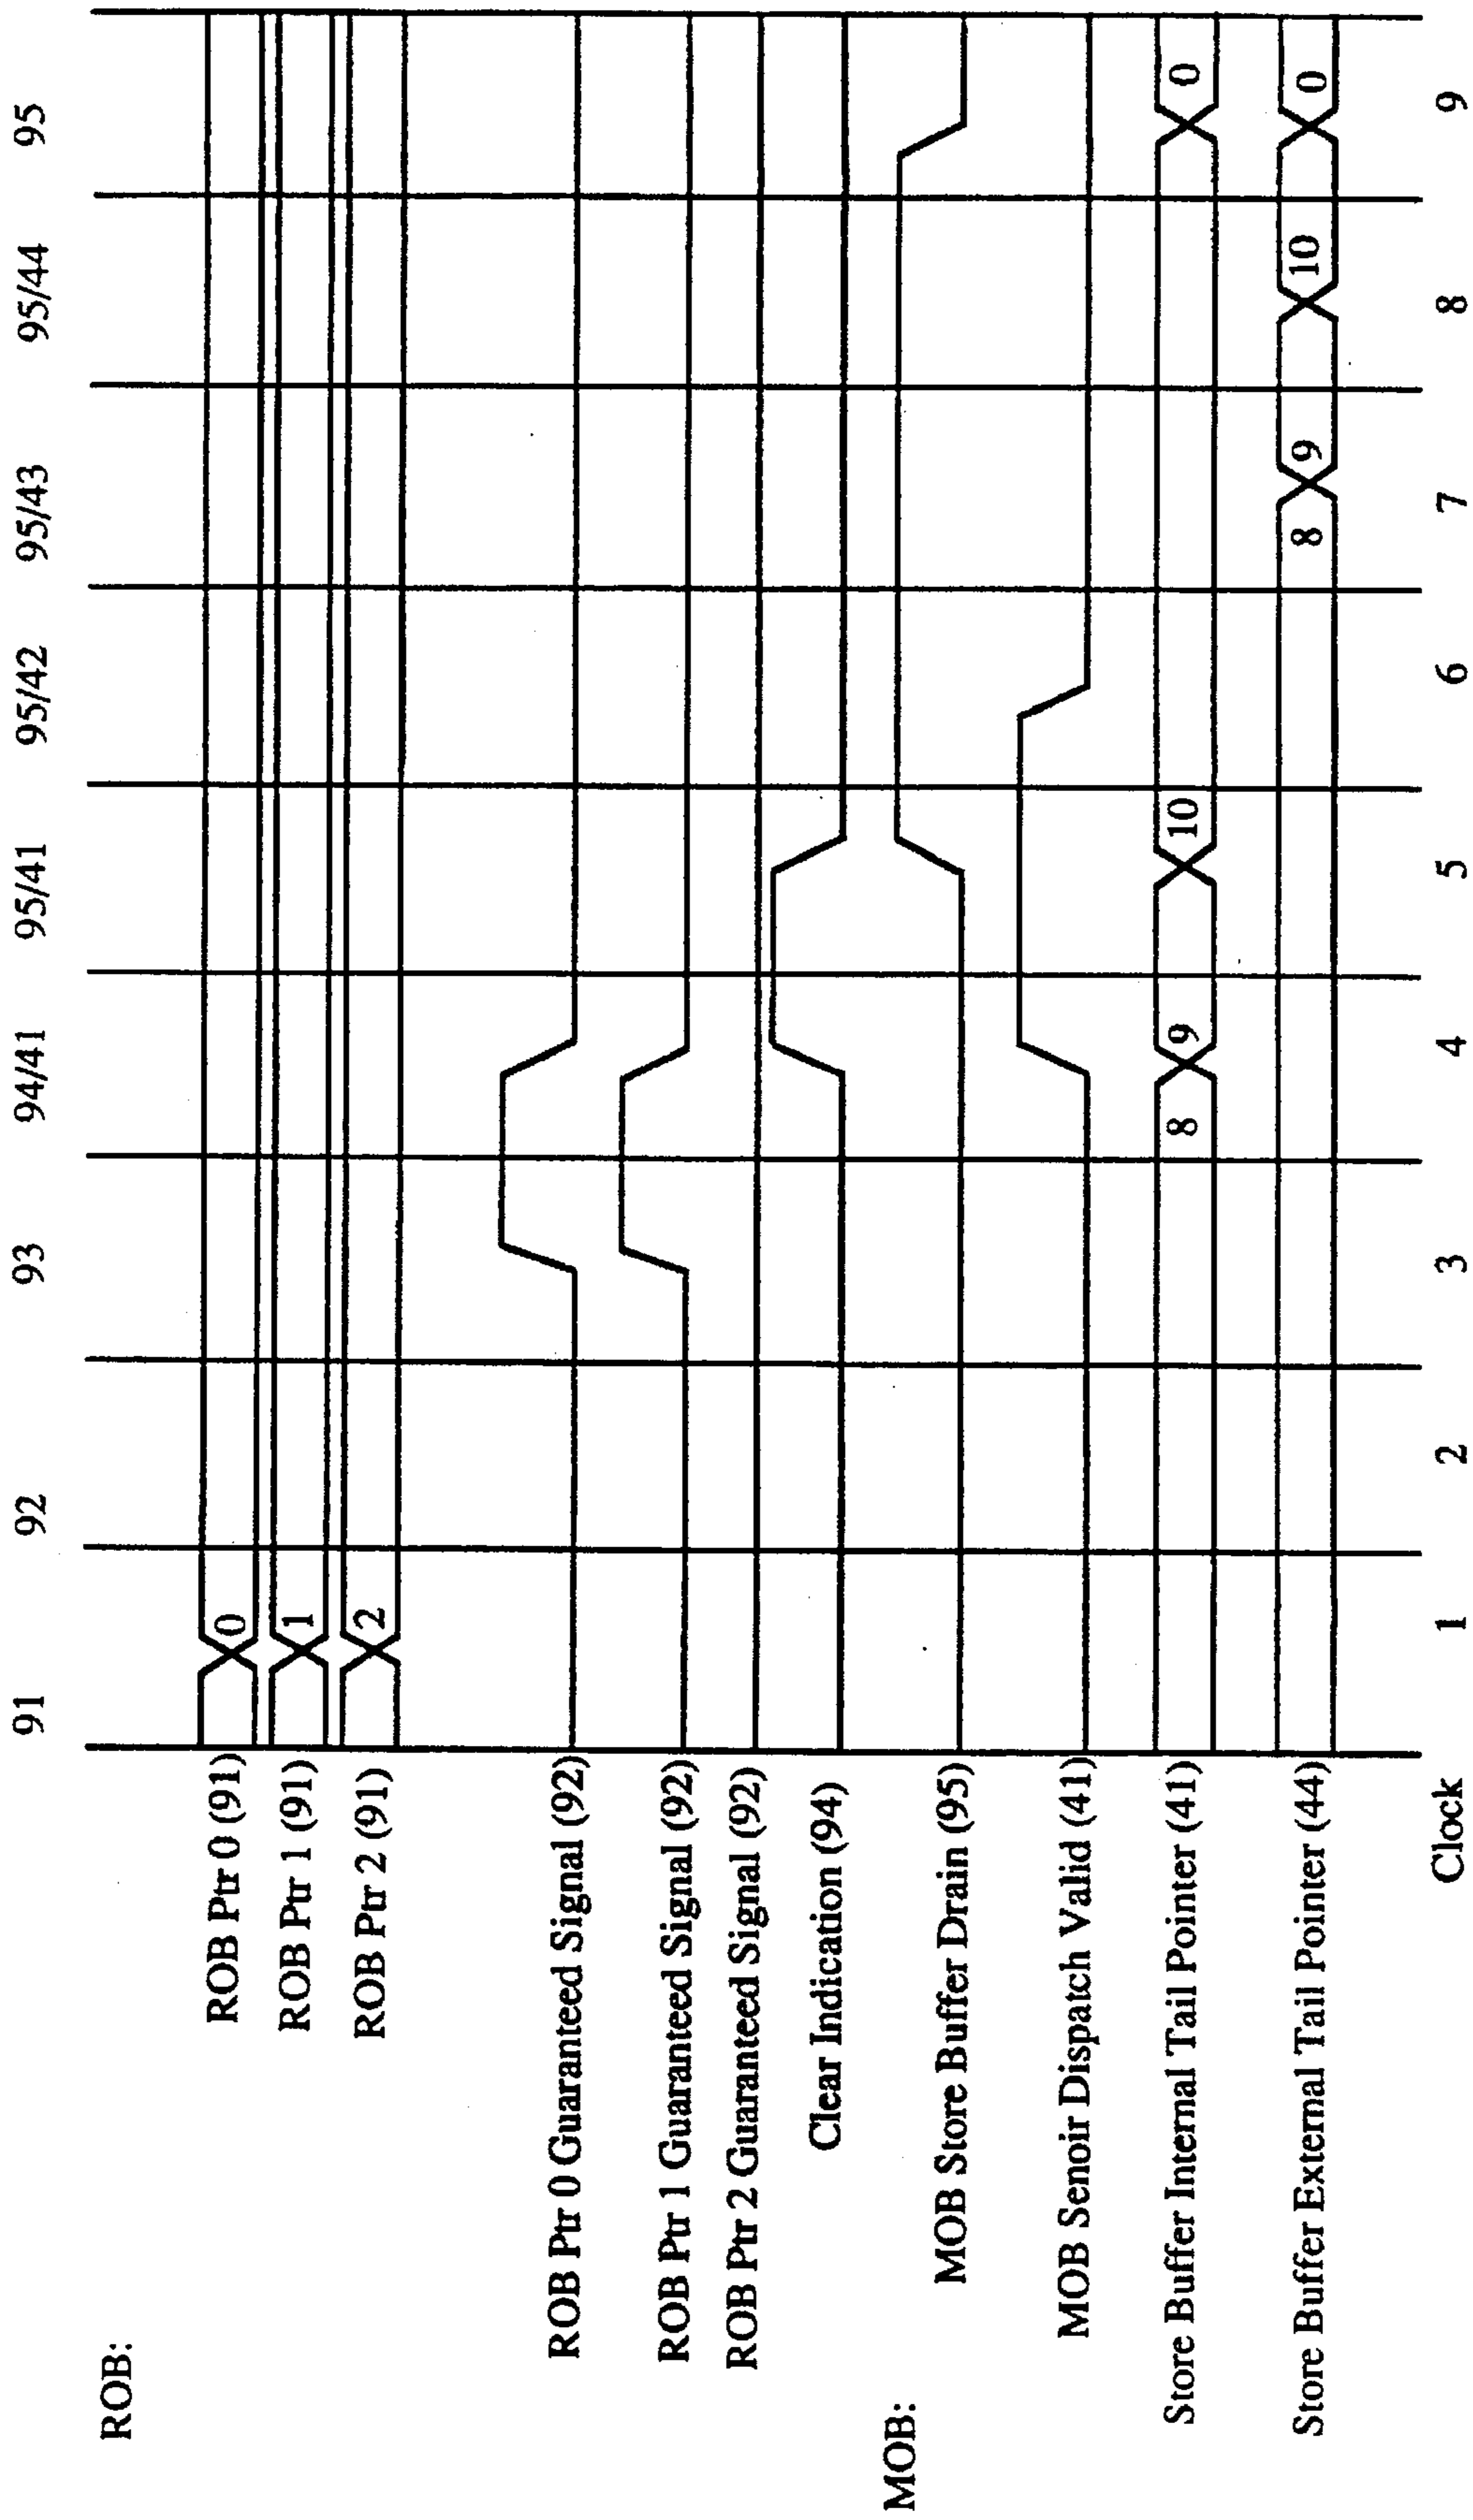 91 92 93 94/41 95/41 95/42 95/43 95/44 95
ROB:
ROB Ptr 0 (91) 0
ROB Ptr 1 (91) 1
ROB Ptr 2 (91) 2
ROB Ptr 0 Guaranteed Signal (92)
ROB Ptr 1 Guaranteed Signal (92)
ROB Ptr 2 Guaranteed Signal (92)
Clear Indication (94)
MOB:
MOB Store Buffer Drain (95)
MOB Senoir Dispatch Valid (41)
Store Buffer Internal Tail Pointer (41) 8 9 10 0
Store Buffer External Tail Pointer (44) 8 9 10 0
Clock 1 2 3 4 5 6 7 8 9